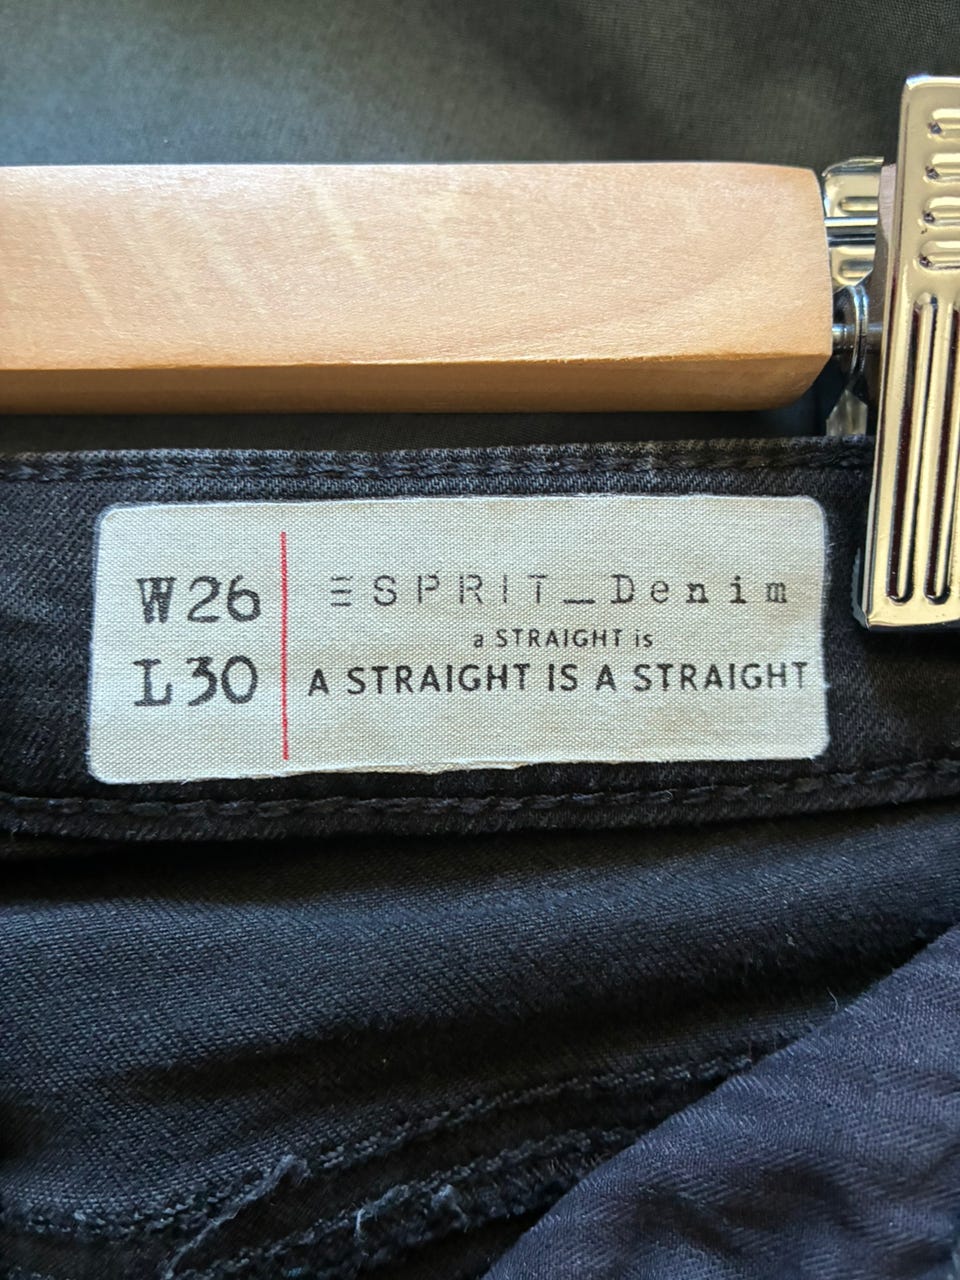 W26
L30
ESPRIT_Denim
a STRAIGHT is
A STRAIGHT IS A STRAIGHT